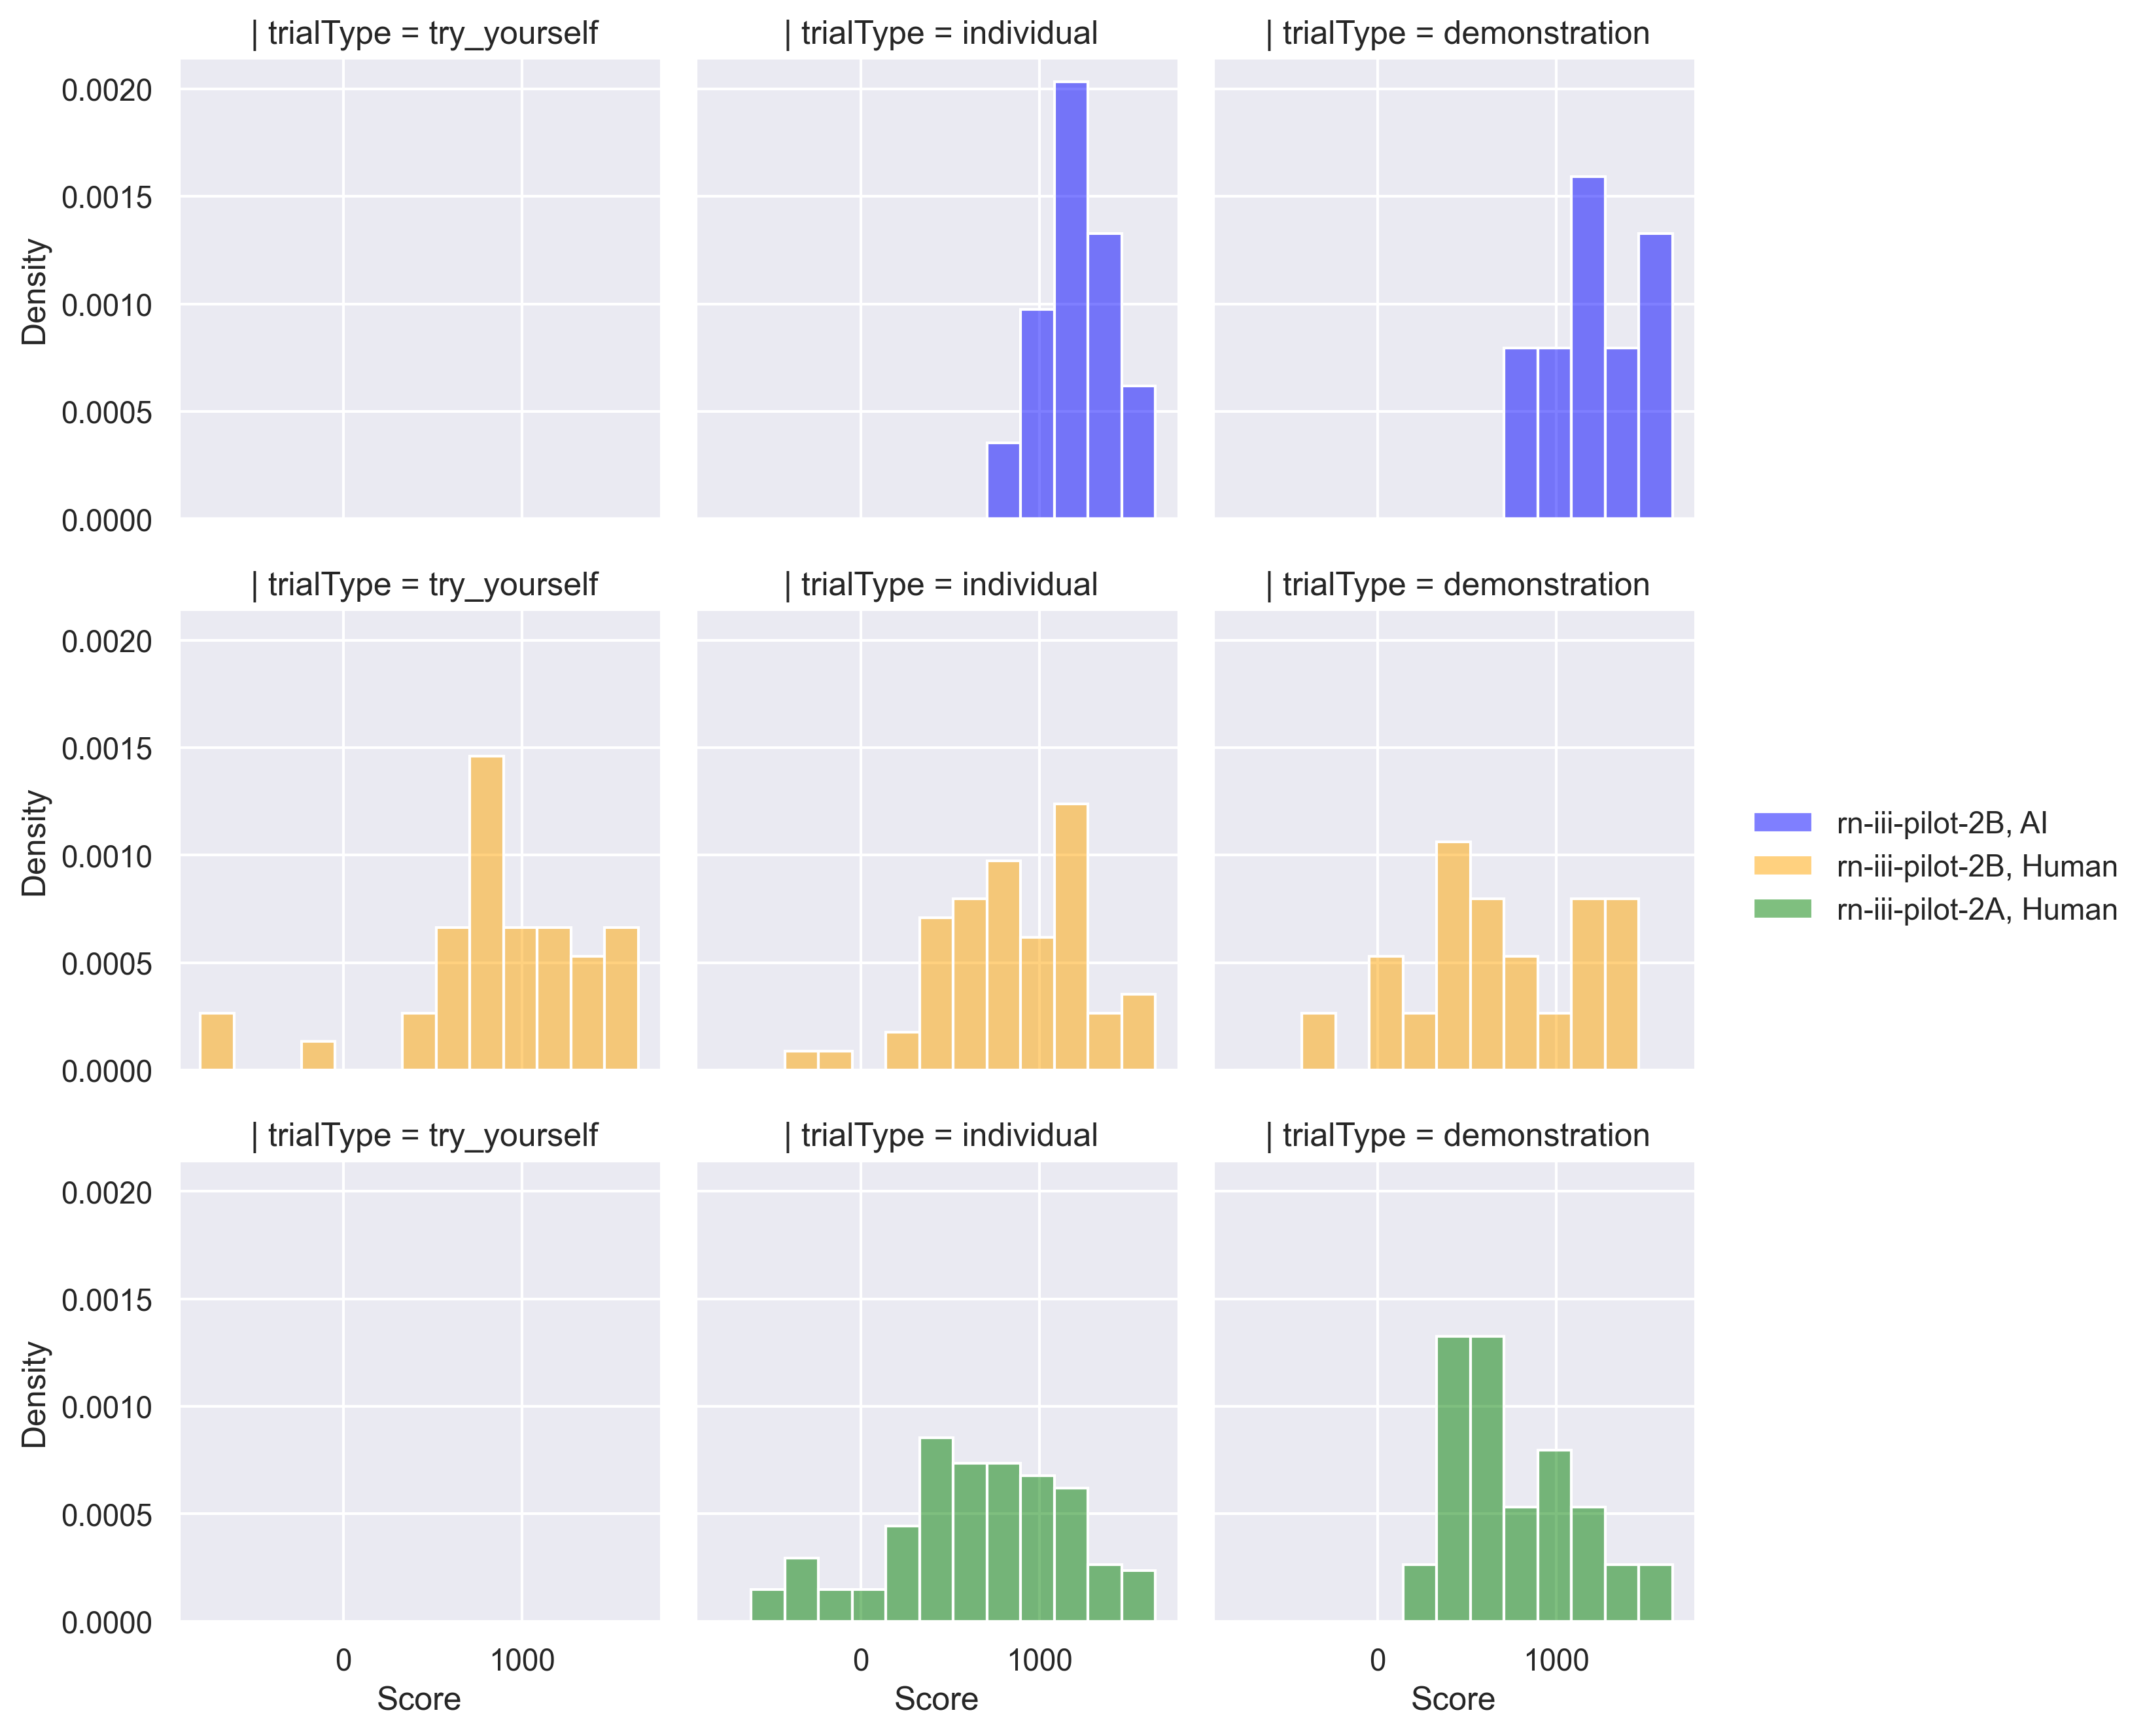 | trialType = try_yourself
| trialType = individual
| trialType = demonstration
0.0020
0.0015
0.0010
0.0005
0.0000
Density
| trialType = try_yourself
| trialType = individual
| trialType = demonstration
0.0020
0.0015
0.0010
0.0005
0.0000
Density
rn-iii-pilot-2B, AI
rn-iii-pilot-2B, Human
rn-iii-pilot-2A, Human
| trialType = try_yourself
| trialType = individual
| trialType = demonstration
0.0020
0.0015
0.0010
0.0005
0.0000
Density
0 1000
0 1000
0 1000
Score
Score
Score